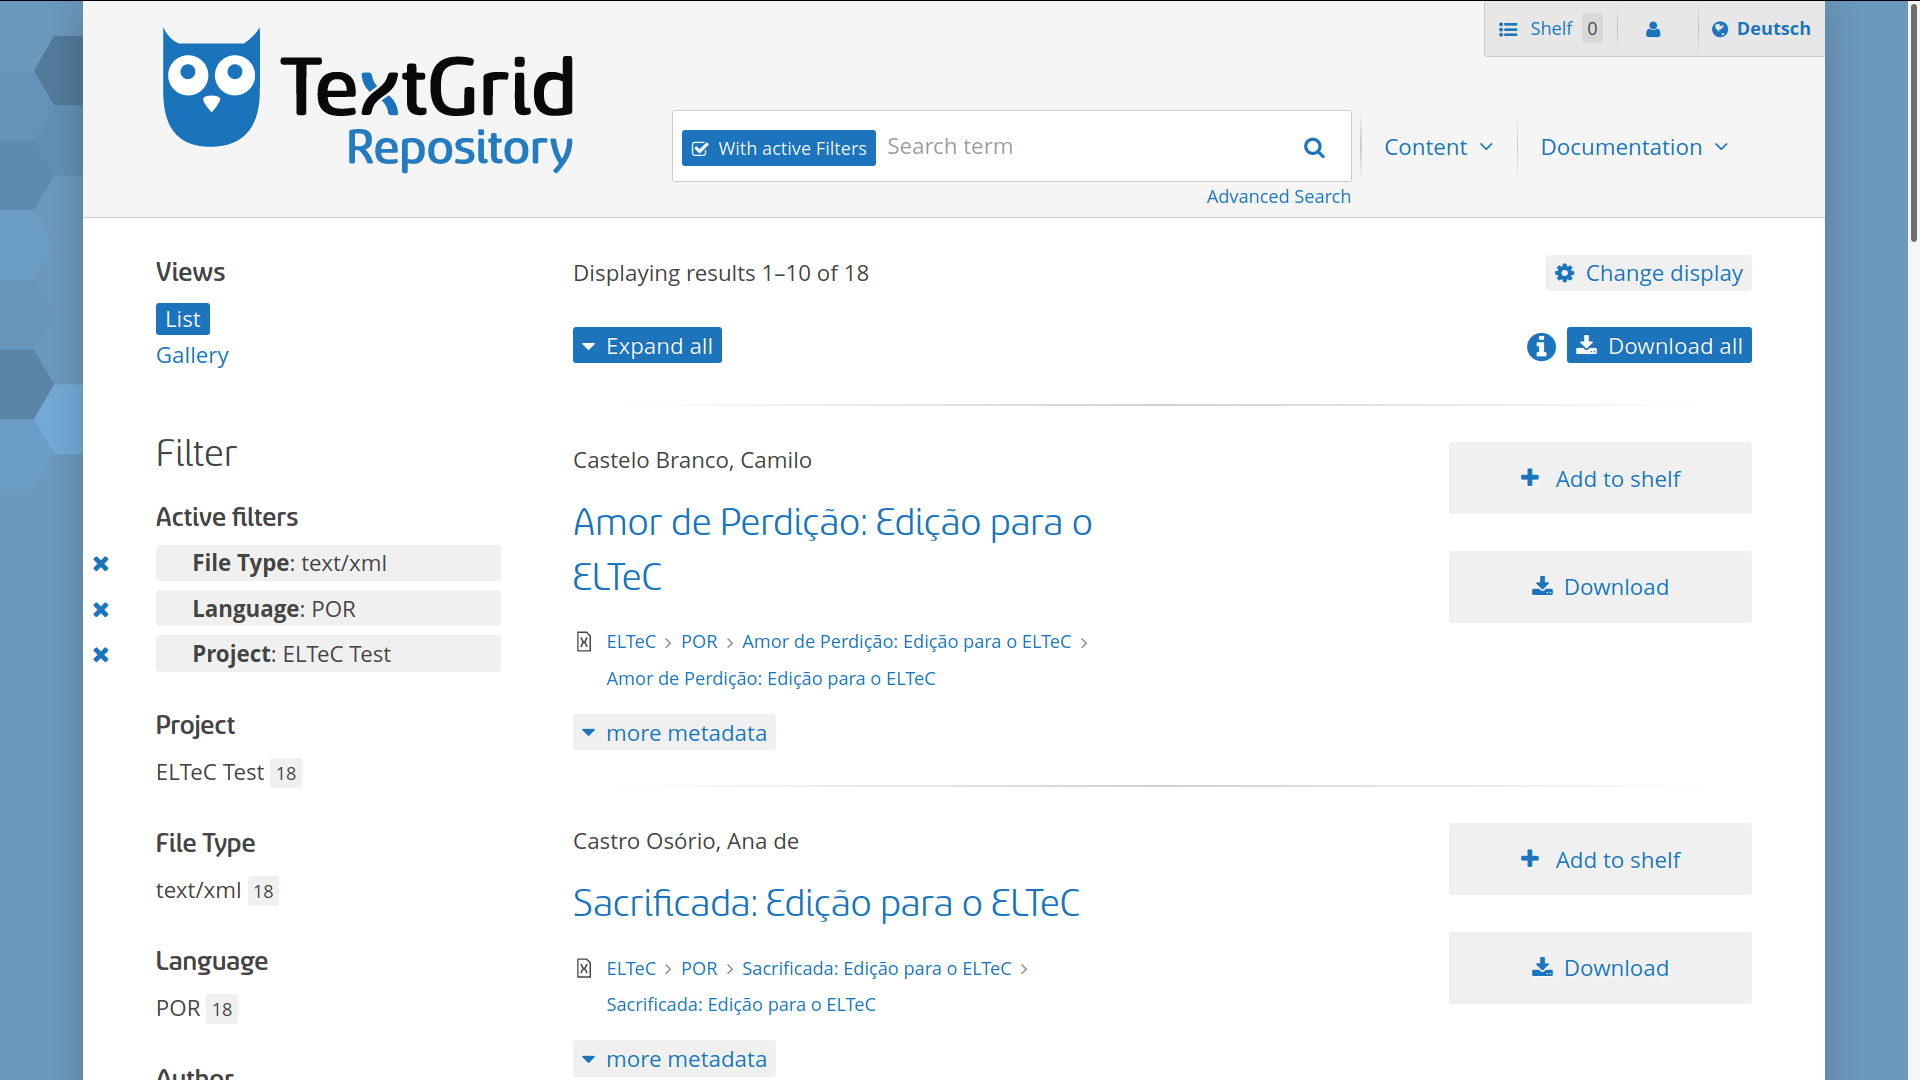 Shelf 0
Deutsch
TextGrid
Repository
With active Filters
Search term
Content
Documentation
Advanced Search
Views
List
Gallery
Filter
Active filters
File Type: text/xml
Language: POR
Project: ELTeC Test
Project
ELTeC Test 18
File Type
text/xml 18
Language
POR 18
Author
Displaying results 1–10 of 18
Change display
Expand all
Download all
Castelo Branco, Camilo
Amor de Perdição: Edição para o
ELTeC
ELTeC > POR > Amor de Perdição: Edição para o ELTeC >
Amor de Perdição: Edição para o ELTeC
more metadata
Add to shelf
Download
Castro Osório, Ana de
Sacrificada: Edição para o ELTeC
ELTeC > POR > Sacrificada: Edição para o ELTeC >
Sacrificada: Edição para o ELTeC
more metadata
Add to shelf
Download